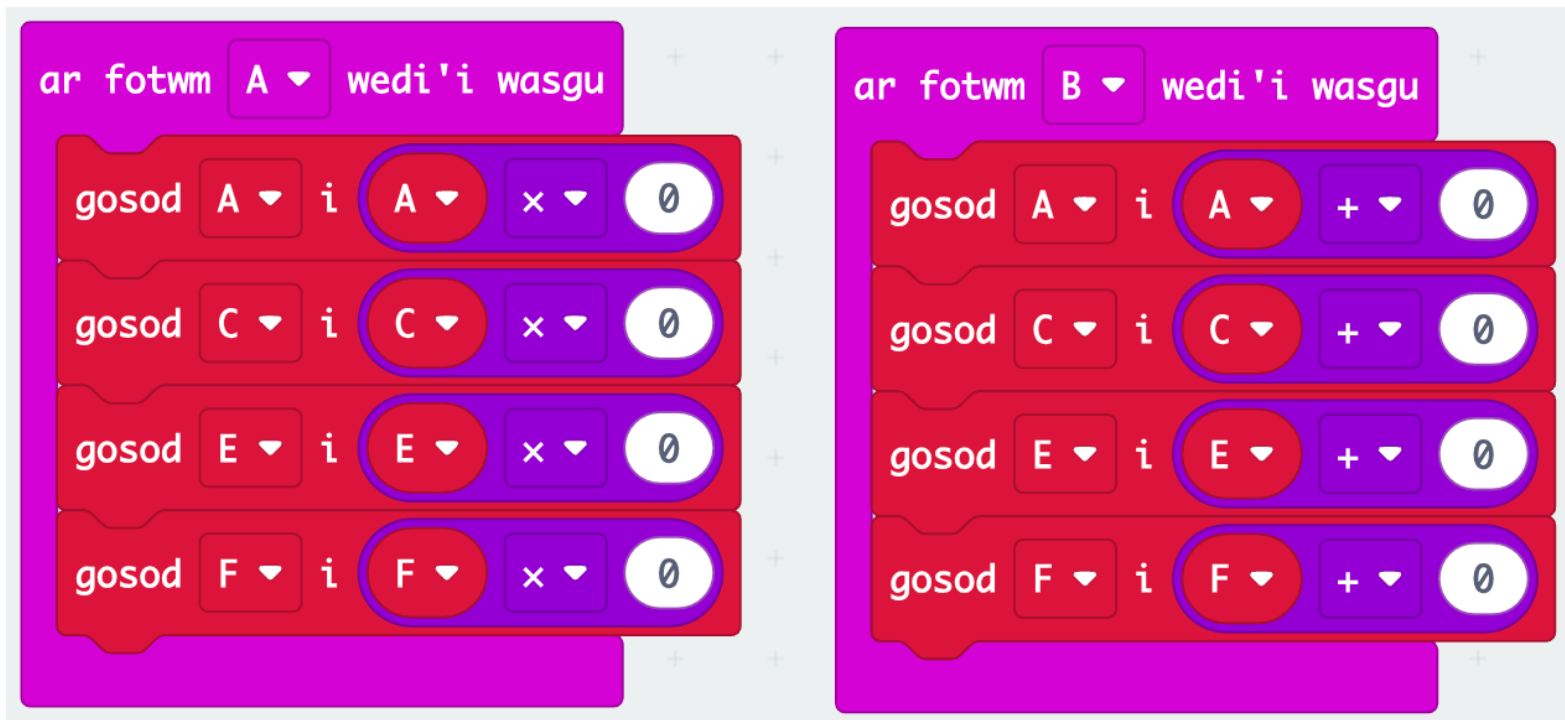 ar fotwm A wedi'i wasgu
gosod A i A × 0
gosod C i C × 0
gosod E i E × 0
gosod F i F × 0
ar fotwm B wedi'i wasgu
gosod A i A + 0
gosod C i C + 0
gosod E i E + 0
gosod F i F + 0